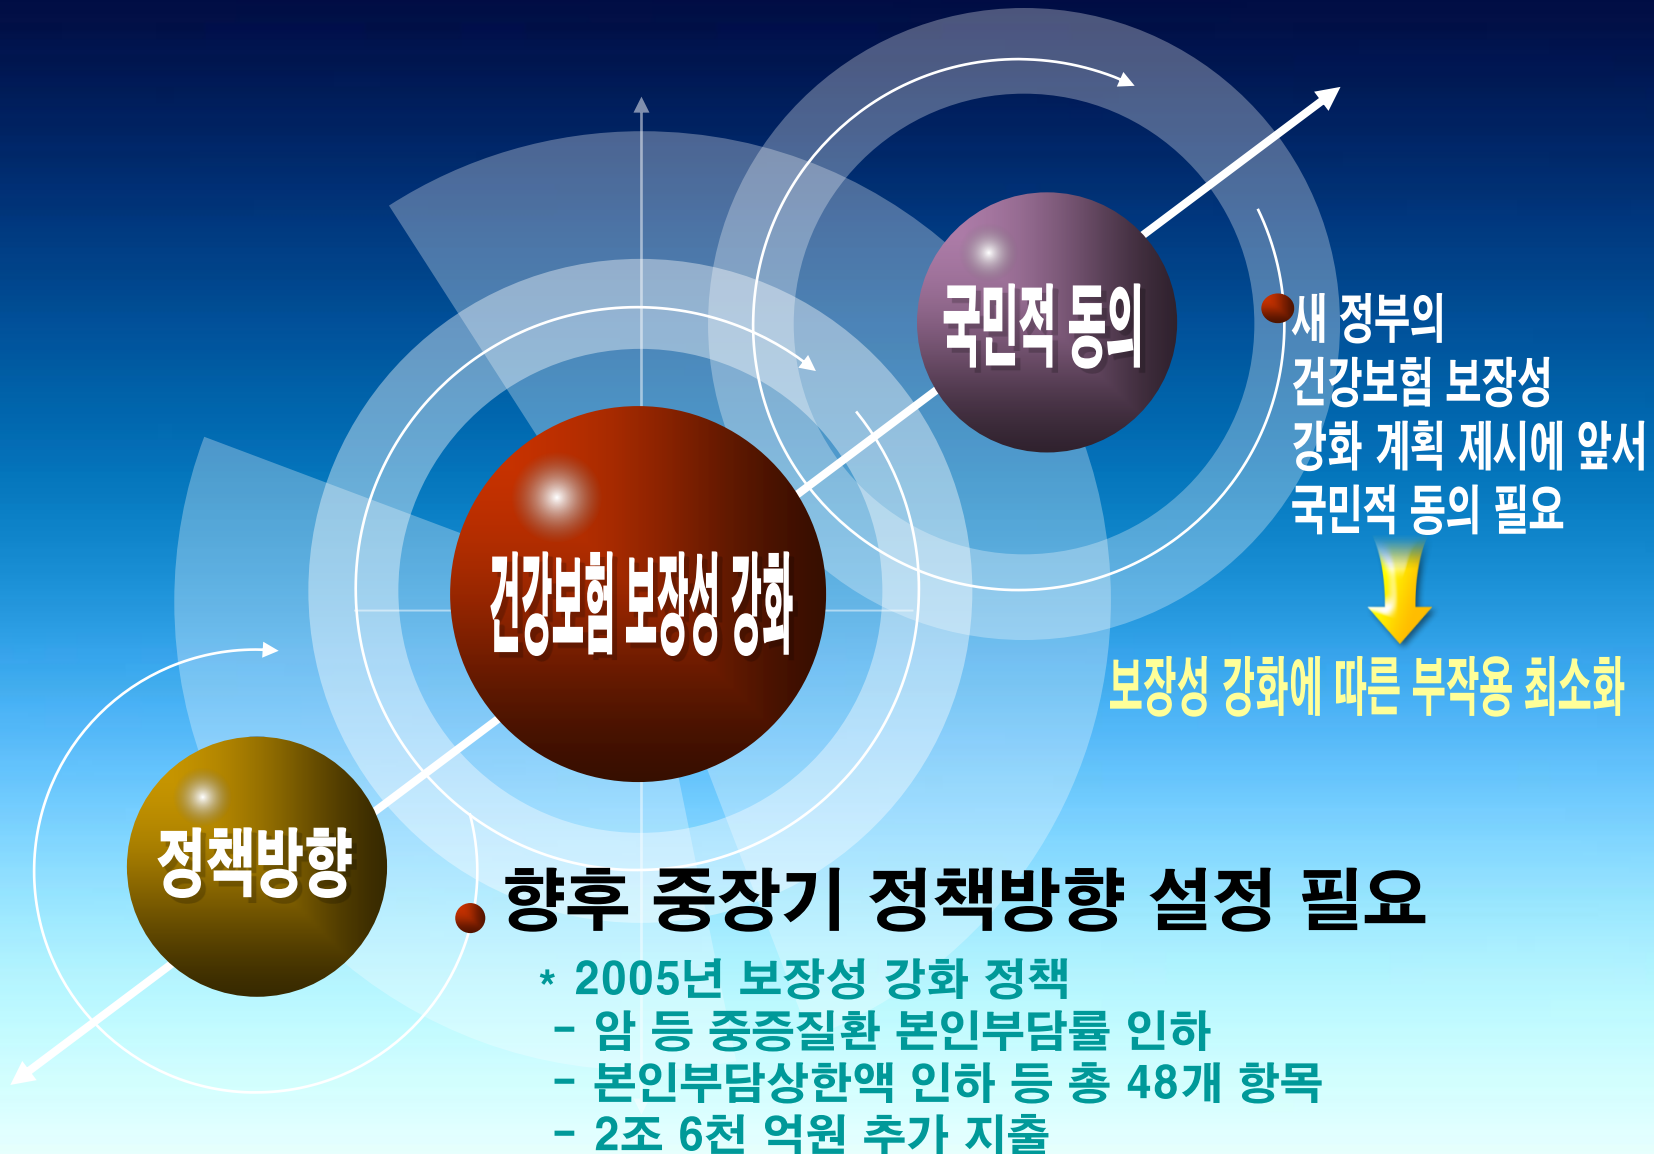 국민적 동의
새 정부의
건강보험 보장성
강화 계획 제시에 앞서
국민적 동의 필요
건강보험 보장성 강화
보장성 강화에 따른 부작용 최소화
정책방향
향후 중장기 정책방향 설정 필요
* 2005년 보장성 강화 정책
- 암 등 중증질환 본인부담률 인하
- 본인부담상한액 인하 등 총 48개 항목
- 2조 6천 억원 추가 지출